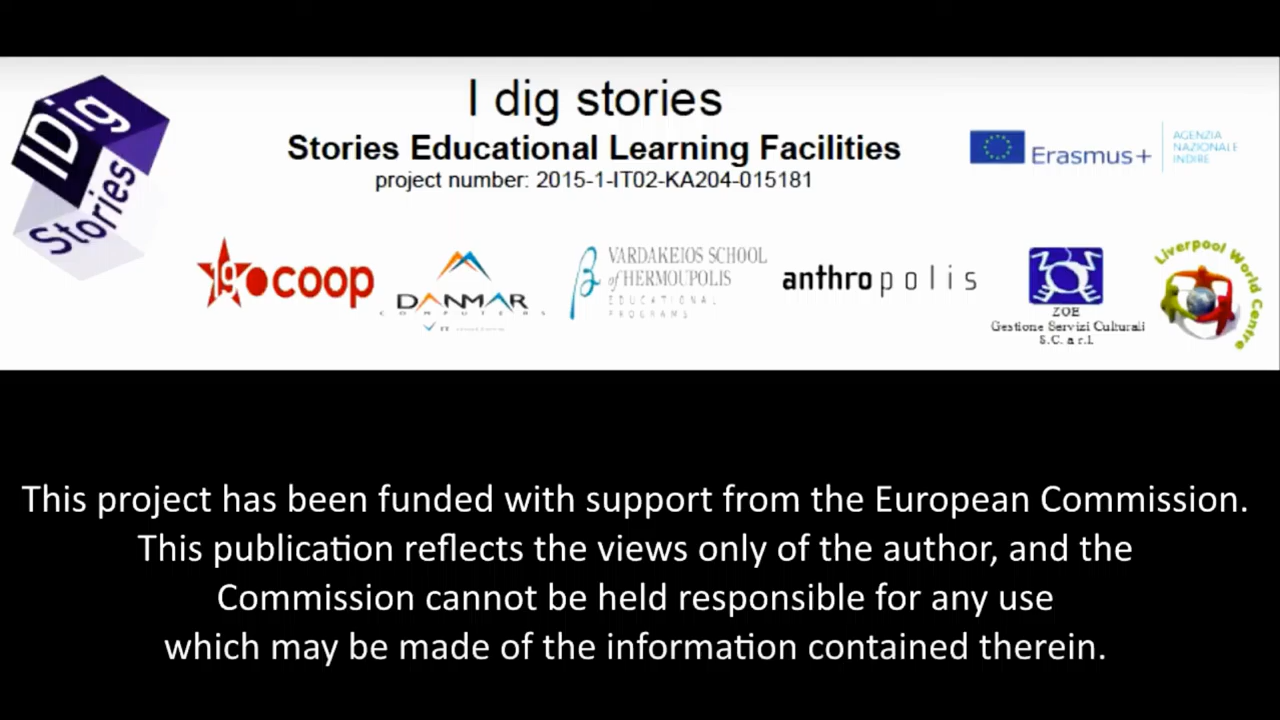 IDig
Stories
I dig stories
Stories Educational Learning Facilities
project number: 2015-1-IT02-KA204-015181
Erasmus+
AGENZIA
NAZIONALE
INDIRE
19 coop
DANMAR
COMPUTERS
IT
VARDAKEIOS SCHOOL
of HERMOUPOLIS
EDUCATIONAL
PROGRAMS
anthropolis
ZOE
Gestione Servizi Culturali
S.C. a r.l.
Liverpool World Centre
This project has been funded with support from the European Commission.
This publication reflects the views only of the author, and the
Commission cannot be held responsible for any use
which may be made of the information contained therein.